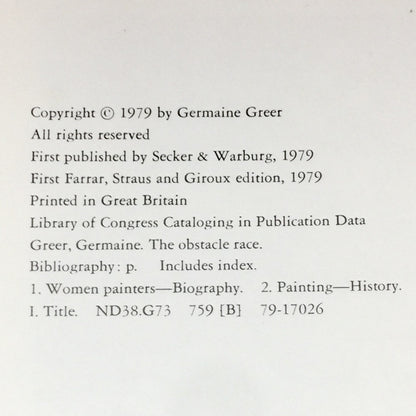 Copyright © 1979 by Germaine Greer
All rights reserved
First published by Secker & Warburg, 1979
First Farrar, Straus and Giroux edition, 1979
Printed in Great Britain
Library of Congress Cataloging in Publication Data
Greer, Germaine. The obstacle race.
Bibliography: p. Includes index.
1. Women painters—Biography. 2. Painting—History.
I. Title. ND38.G73 759 [B] 79-17026